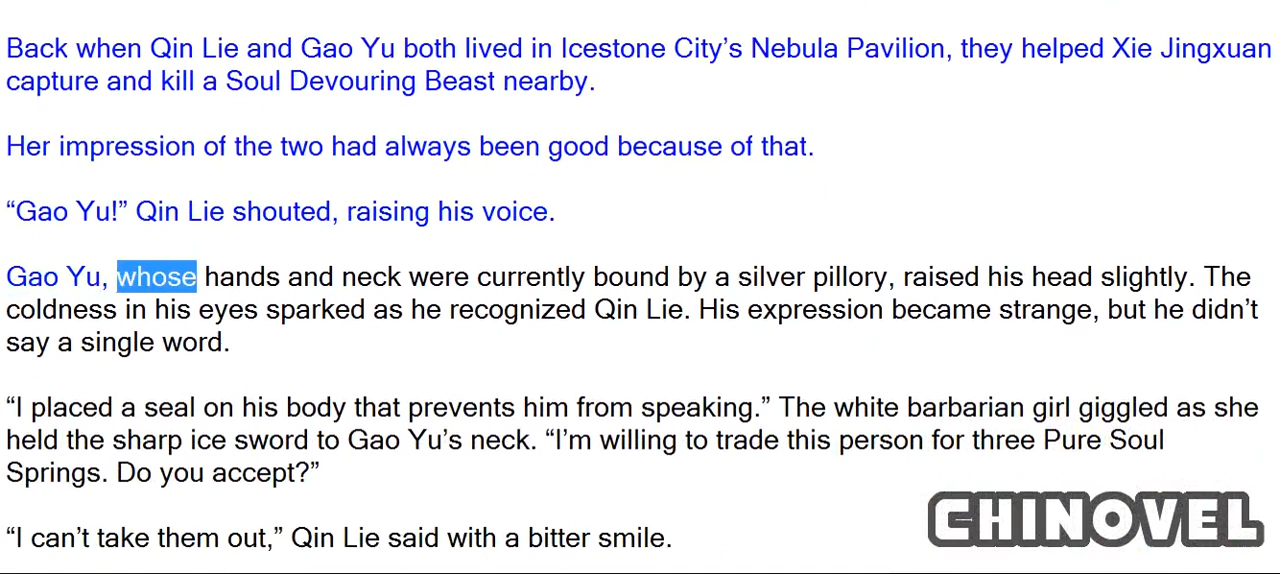 Back when Qin Lie and Gao Yu both lived in Icestone City’s Nebula Pavilion, they helped Xie Jingxuan
capture and kill a Soul Devouring Beast nearby.
Her impression of the two had always been good because of that.
“Gao Yu!” Qin Lie shouted, raising his voice.
Gao Yu, whose hands and neck were currently bound by a silver pillory, raised his head slightly. The
coldness in his eyes sparked as he recognized Qin Lie. His expression became strange, but he didn’t
say a single word.
“I placed a seal on his body that prevents him from speaking.” The white barbarian girl giggled as she
held the sharp ice sword to Gao Yu’s neck. “I’m willing to trade this person for three Pure Soul
Springs. Do you accept?”
“I can’t take them out,” Qin Lie said with a bitter smile.
CHINOVEL